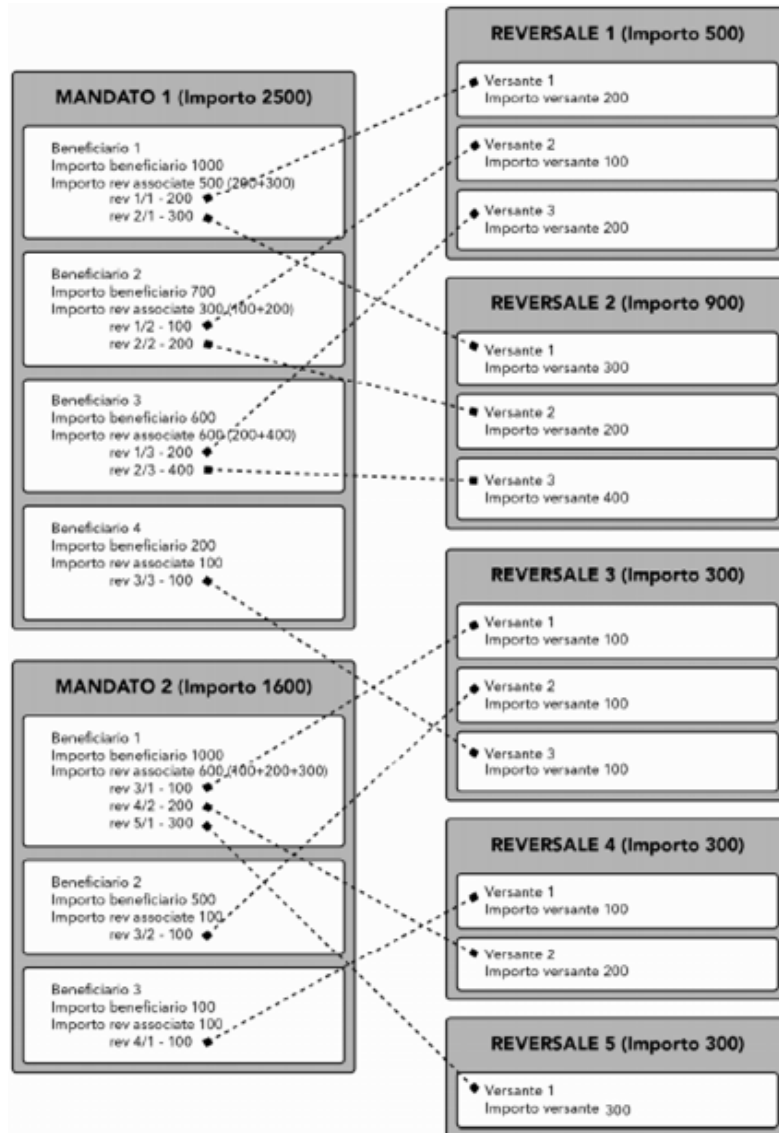 MANDATO 1 (Importo 2500)
Beneficiario 1
Importo beneficiario 1000
Importo rev associate 500 (200+300)
rev 1/1 - 200
rev 2/1 - 300
Beneficiario 2
Importo beneficiario 700
Importo rev associate 300 (100+200)
rev 1/2 - 100
rev 2/2 - 200
Beneficiario 3
Importo beneficiario 600
Importo rev associate 600 (200+400)
rev 1/3 - 200
rev 2/3 - 400
Beneficiario 4
Importo beneficiario 200
Importo rev associate 100
rev 3/3 - 100
MANDATO 2 (Importo 1600)
Beneficiario 1
Importo beneficiario 1000
Importo rev associate 600 (100+200+300)
rev 3/1 - 100
rev 4/2 - 200
rev 5/1 - 300
Beneficiario 2
Importo beneficiario 500
Importo rev associate 100
rev 3/2 - 100
Beneficiario 3
Importo beneficiario 100
Importo rev associate 100
rev 4/1 - 100
REVERSALE 1 (Importo 500)
Versante 1
Importo versante 200
Versante 2
Importo versante 100
Versante 3
Importo versante 200
REVERSALE 2 (Importo 900)
Versante 1
Importo versante 300
Versante 2
Importo versante 200
Versante 3
Importo versante 400
REVERSALE 3 (Importo 300)
Versante 1
Importo versante 100
Versante 2
Importo versante 100
Versante 3
Importo versante 100
REVERSALE 4 (Importo 300)
Versante 1
Importo versante 100
Versante 2
Importo versante 200
REVERSALE 5 (Importo 300)
Versante 1
Importo versante 300